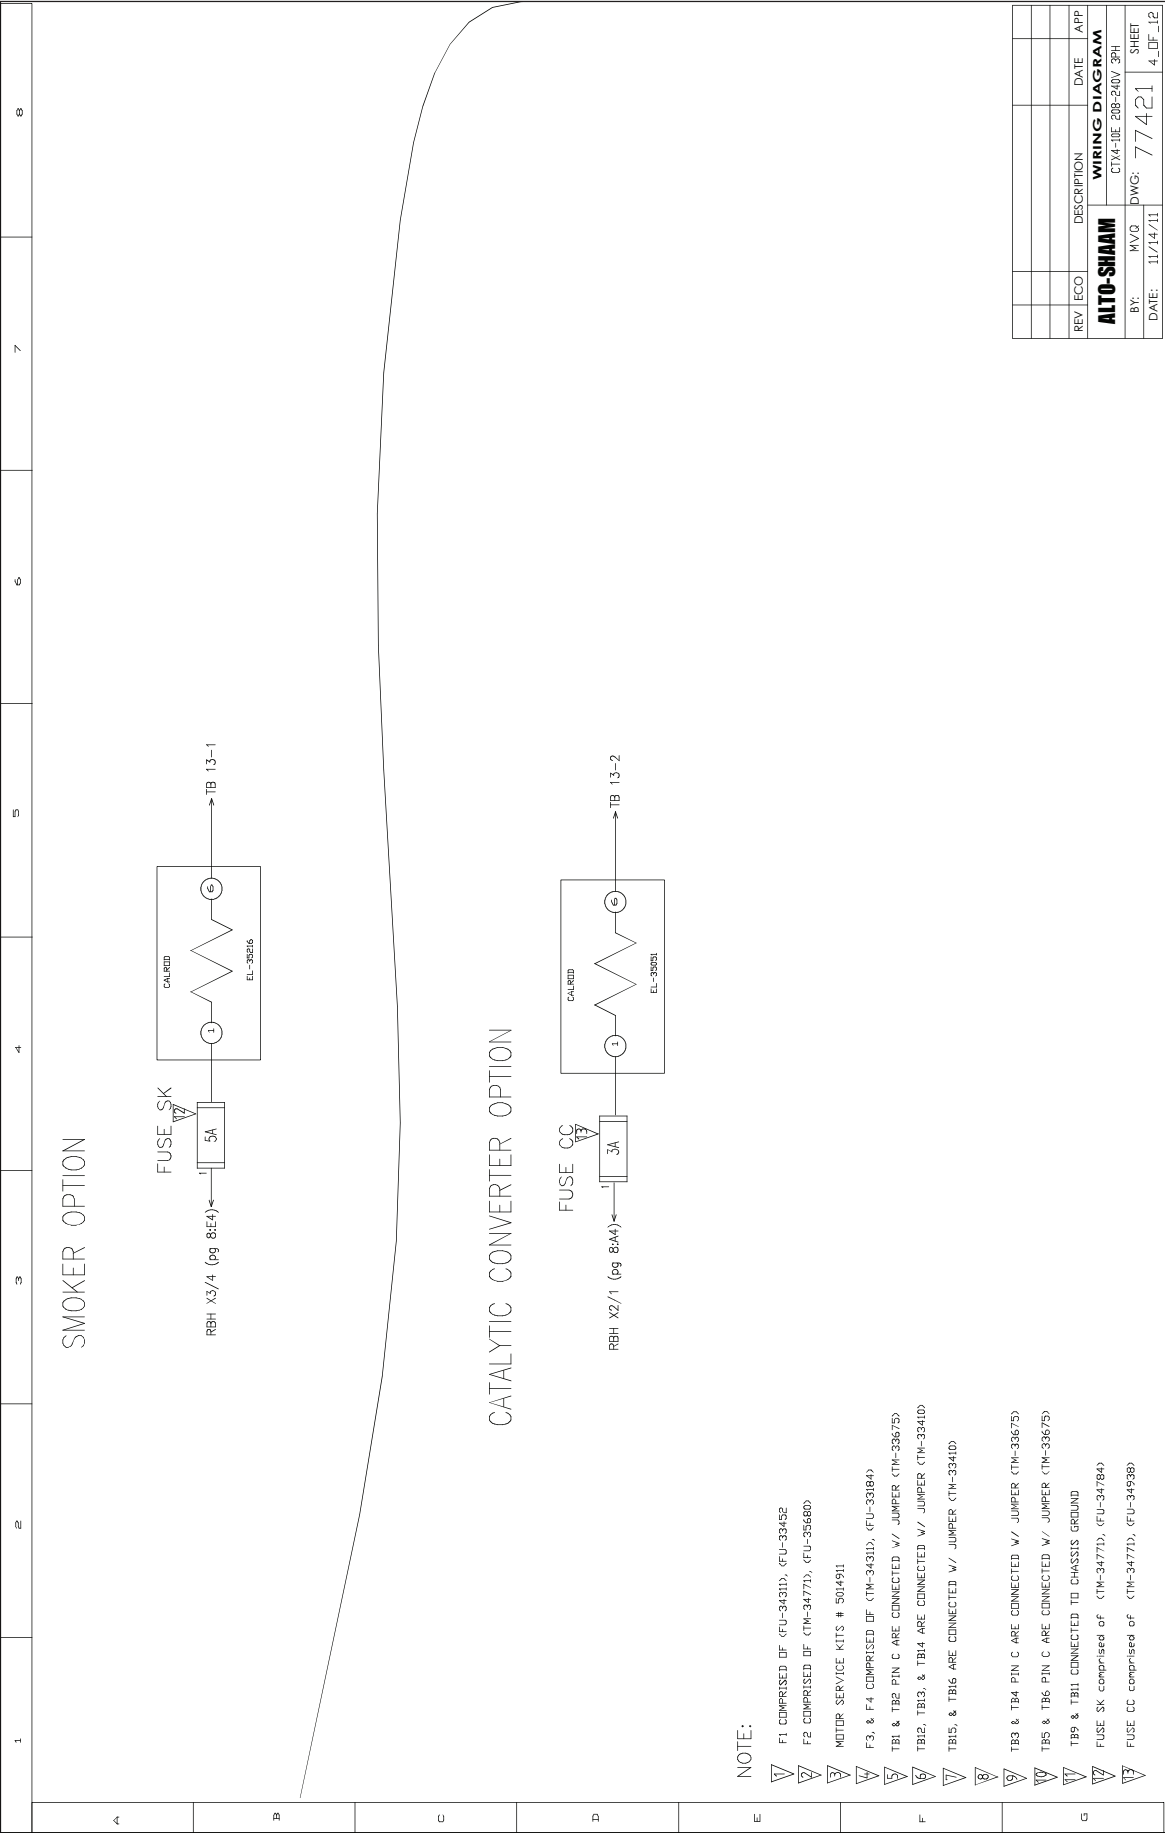 1
2
3
4
5
6
7
8
A
B
C
D
E
F
G
SMOKER OPTION
FUSE SK
12
RBH X3/4 (pg 8:E4)
1
5A
CALROD
1
6
EL-35216
TB 13-1
CATALYTIC CONVERTER OPTION
FUSE CC
13
RBH X2/1 (pg 8:A4)
1
3A
CALROD
1
6
EL-35051
TB 13-2
NOTE:
1 F1 COMPRISED OF (FU-34311), (FU-33452
2 F2 COMPRISED OF (TM-34771), (FU-35680)
3 MOTOR SERVICE KITS # 5014911
4 F3, & F4 COMPRISED OF (TM-34311), (FU-33184)
5 TB1 & TB2 PIN C ARE CONNECTED W/ JUMPER (TM-33675)
6 TB12, TB13, & TB14 ARE CONNECTED W/ JUMPER (TM-33410)
7 TB15, & TB16 ARE CONNECTED W/ JUMPER (TM-33410)
8
9 TB3 & TB4 PIN C ARE CONNECTED W/ JUMPER (TM-33675)
10 TB5 & TB6 PIN C ARE CONNECTED W/ JUMPER (TM-33675)
11 TB9 & TB11 CONNECTED TO CHASSIS GROUND
12 FUSE SK comprised of (TM-34771), (FU-34784)
13 FUSE CC comprised of (TM-34771), (FU-34938)
REV ECO DESCRIPTION DATE APP
ALTO-SHAAM
WIRING DIAGRAM
CTX4-10E 208-240V 3PH
BY: MVQ
DATE: 11/14/11
DWG: 77421
SHEET
4_OF_12